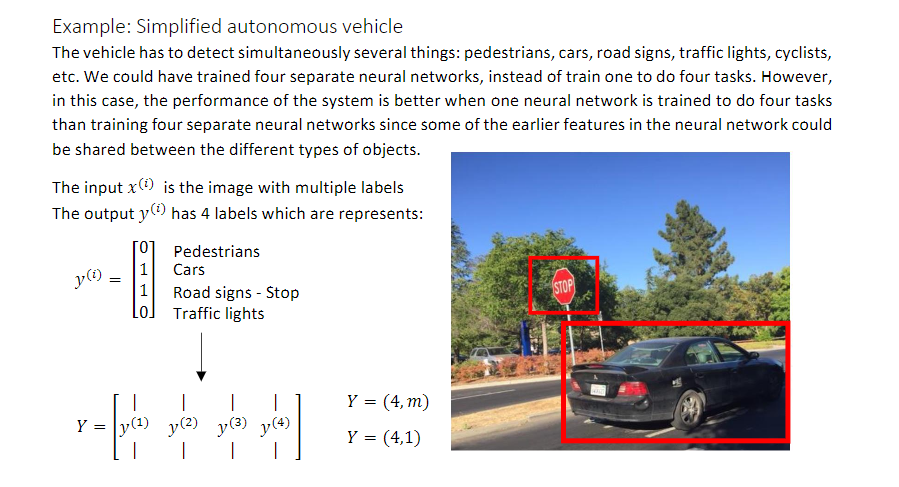 Example: Simplified autonomous vehicle
The vehicle has to detect simultaneously several things: pedestrians, cars, road signs, traffic lights, cyclists,
etc. We could have trained four separate neural networks, instead of train one to do four tasks. However,
in this case, the performance of the system is better when one neural network is trained to do four tasks
than training four separate neural networks since some of the earlier features in the neural network could
be shared between the different types of objects.
The input x^(i) is the image with multiple labels
The output y^(i) has 4 labels which are represents:
y^(i) =
[0] Pedestrians
[1] Cars
[1] Road signs - Stop
[0] Traffic lights
STOP
Y = [y^(1) y^(2) y^(3) y^(4)]
Y = (4, m)
Y = (4,1)